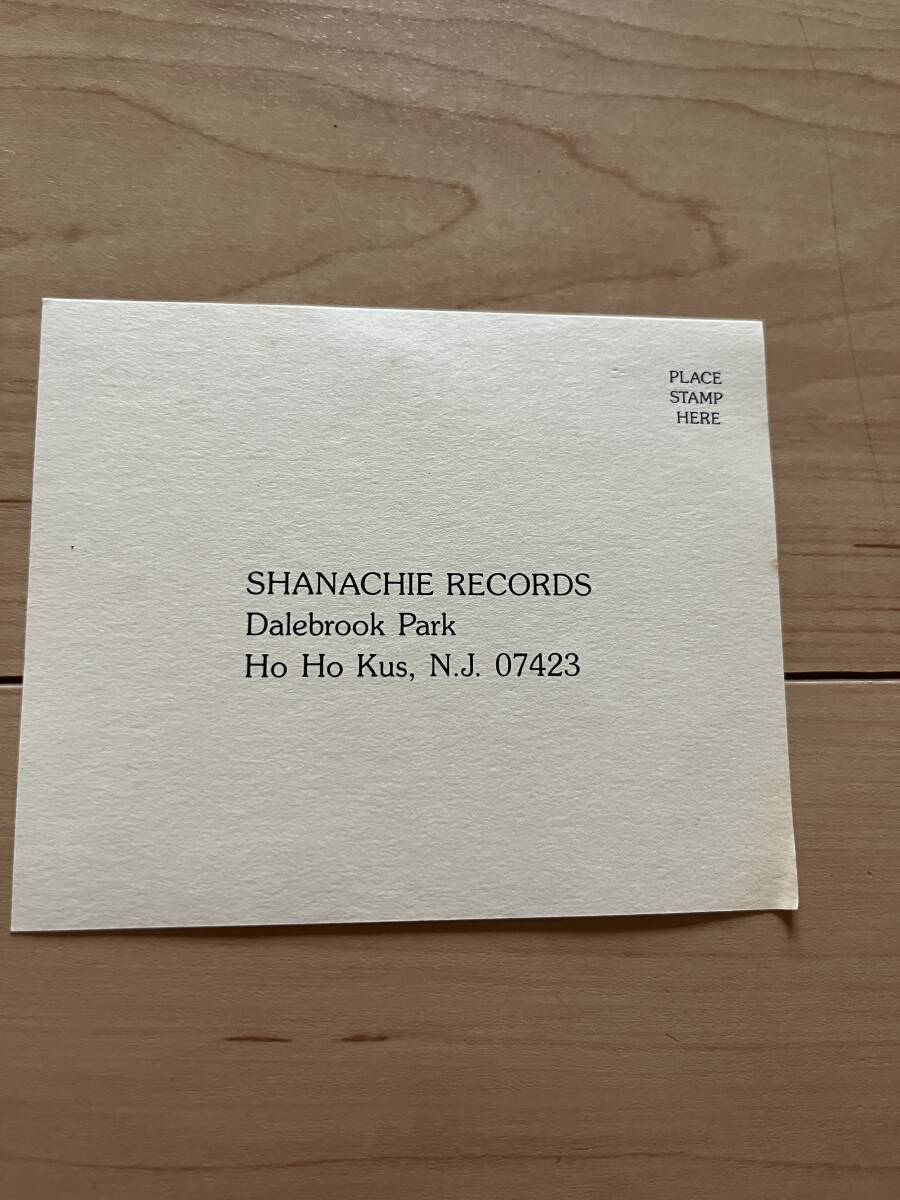 PLACE
STAMP
HERE
SHANACHIE RECORDS
Dalebrook Park
Ho Ho Kus, N.J. 07423